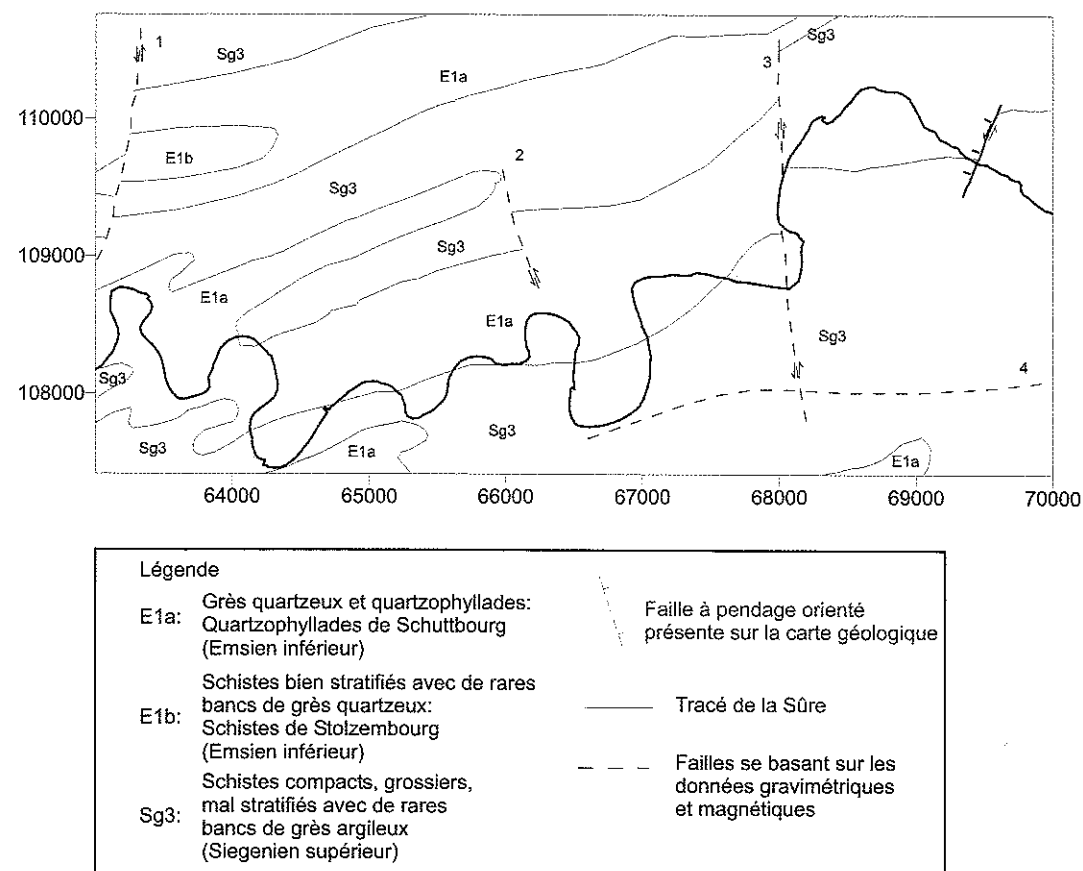 1
Sg3
Sg3
E1a
3
110000
E1b
2
Sg3
Sg3
109000
E1a
E1a
Sg3
Sg3
4
108000
Sg3
Sg3
E1a
E1a
64000
65000
66000
67000
68000
69000
70000
Légende
E1a:
Grès quartzeux et quartzophyllades:
Quartzophyllades de Schuttbourg
(Emsien inférieur)
E1b:
Schistes bien stratifiés avec de rares
bancs de grès quartzeux:
Schistes de Stolzembourg
(Emsien inférieur)
Sg3:
Schistes compacts, grossiers,
mal stratifiés avec de rares
bancs de grès argileux
(Siegenien supérieur)
Faille à pendage orienté
présente sur la carte géologique
Tracé de la Sûre
Failles se basant sur les
données gravimétriques
et magnétiques